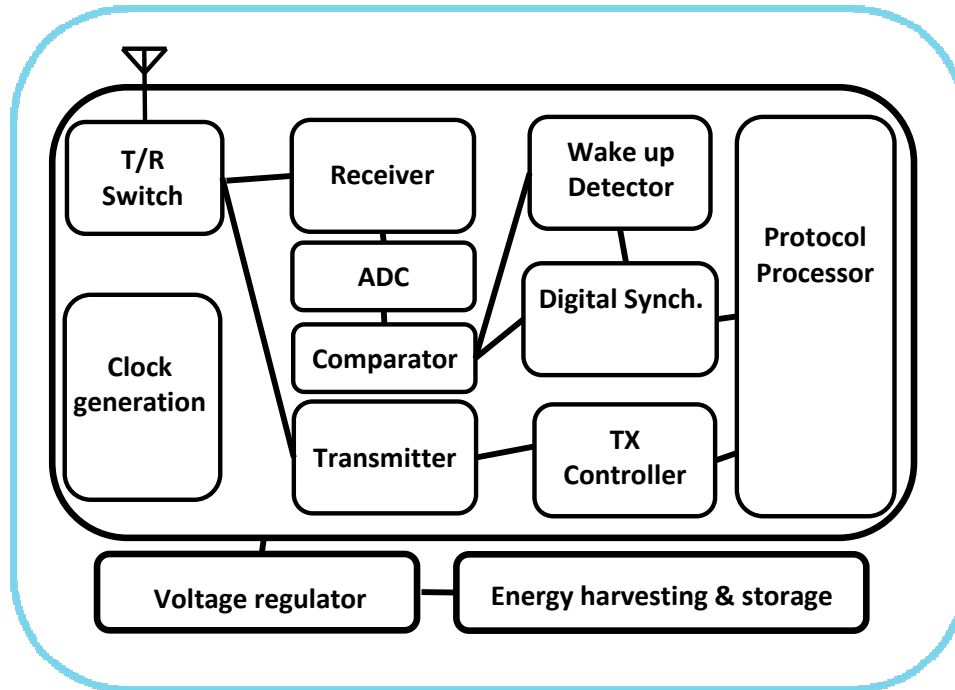 T/R
Switch
Receiver
Wake up
Detector
Protocol
Processor
ADC
Digital Synch.
Clock
generation
Comparator
Transmitter
TX
Controller
Voltage regulator
Energy harvesting & storage